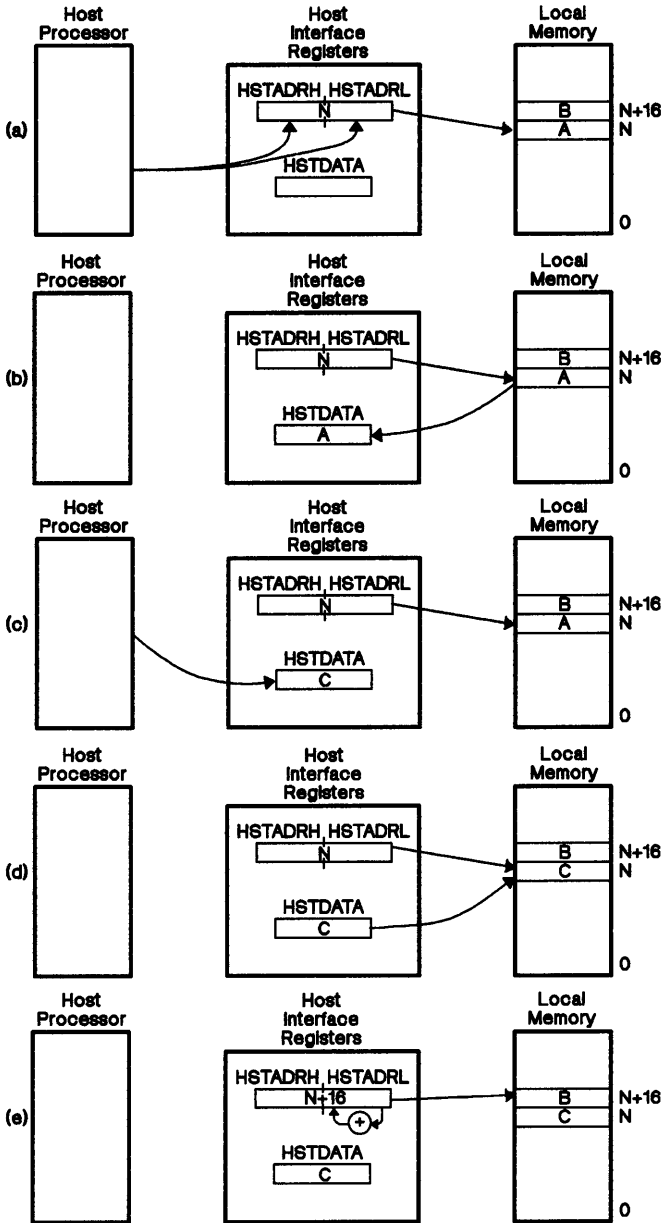 Host Processor
Host Interface Registers
Local Memory
(a)
HSTADRH HSTADRL
N
HSTDATA
B N+16
A N
0
Host Processor
Host Interface Registers
Local Memory
(b)
HSTADRH HSTADRL
N
HSTDATA
A
B N+16
A N
0
Host Processor
Host Interface Registers
Local Memory
(c)
HSTADRH HSTADRL
N
HSTDATA
C
B N+16
A N
0
Host Processor
Host Interface Registers
Local Memory
(d)
HSTADRH HSTADRL
N
HSTDATA
C
B N+16
C N
0
Host Processor
Host Interface Registers
Local Memory
(e)
HSTADRH HSTADRL
N+16
+
HSTDATA
C
B N+16
C N
0